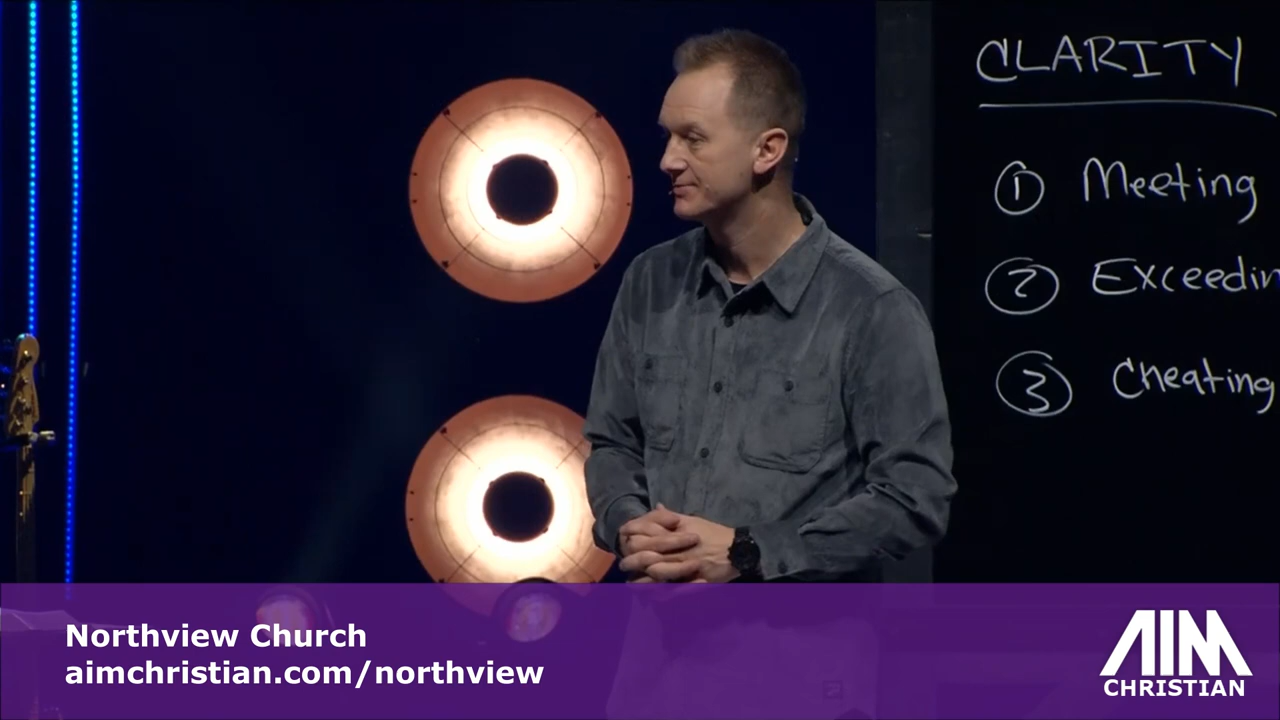 CLARITY
1 Meeting
2 Exceedin
3 Cheating
Northview Church
aimchristian.com/northview
AIM
CHRISTIAN